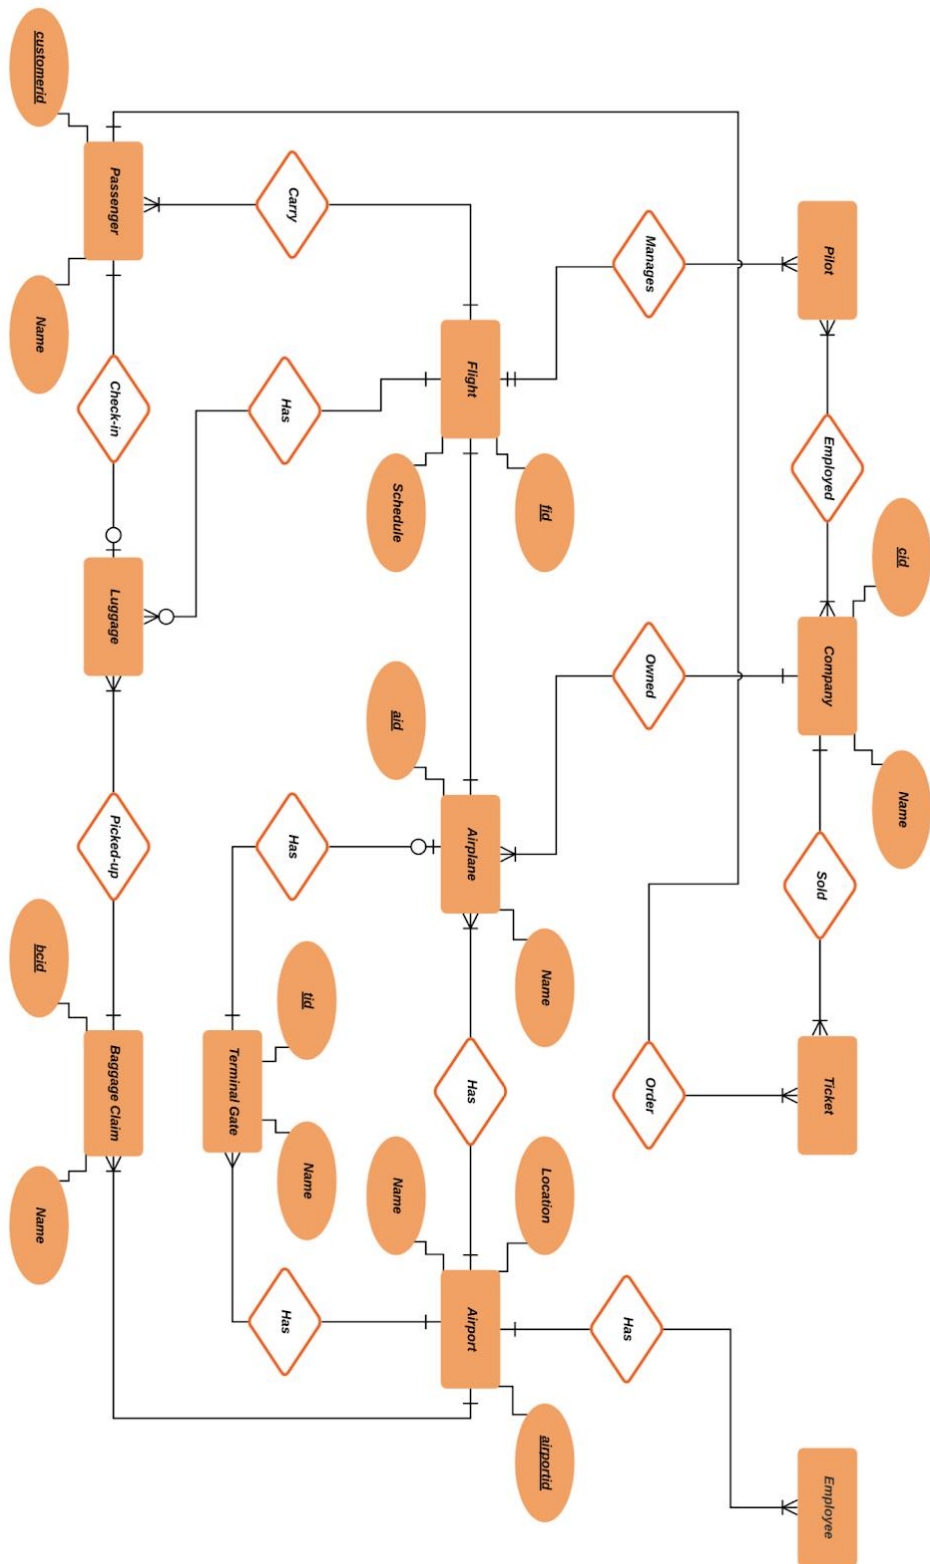 Pilot
Employed
cid
Company
Name
Sold
Ticket
Employee
Manages
Owned
Order
Has
fid
Name
Location
airportid
Flight
Airplane
Has
Airport
Schedule
aid
Name
Carry
Has
Has
tid
Name
Has
Terminal Gate
Passenger
Check-in
Luggage
Picked-up
Baggage Claim
customerid
Name
bcid
Name